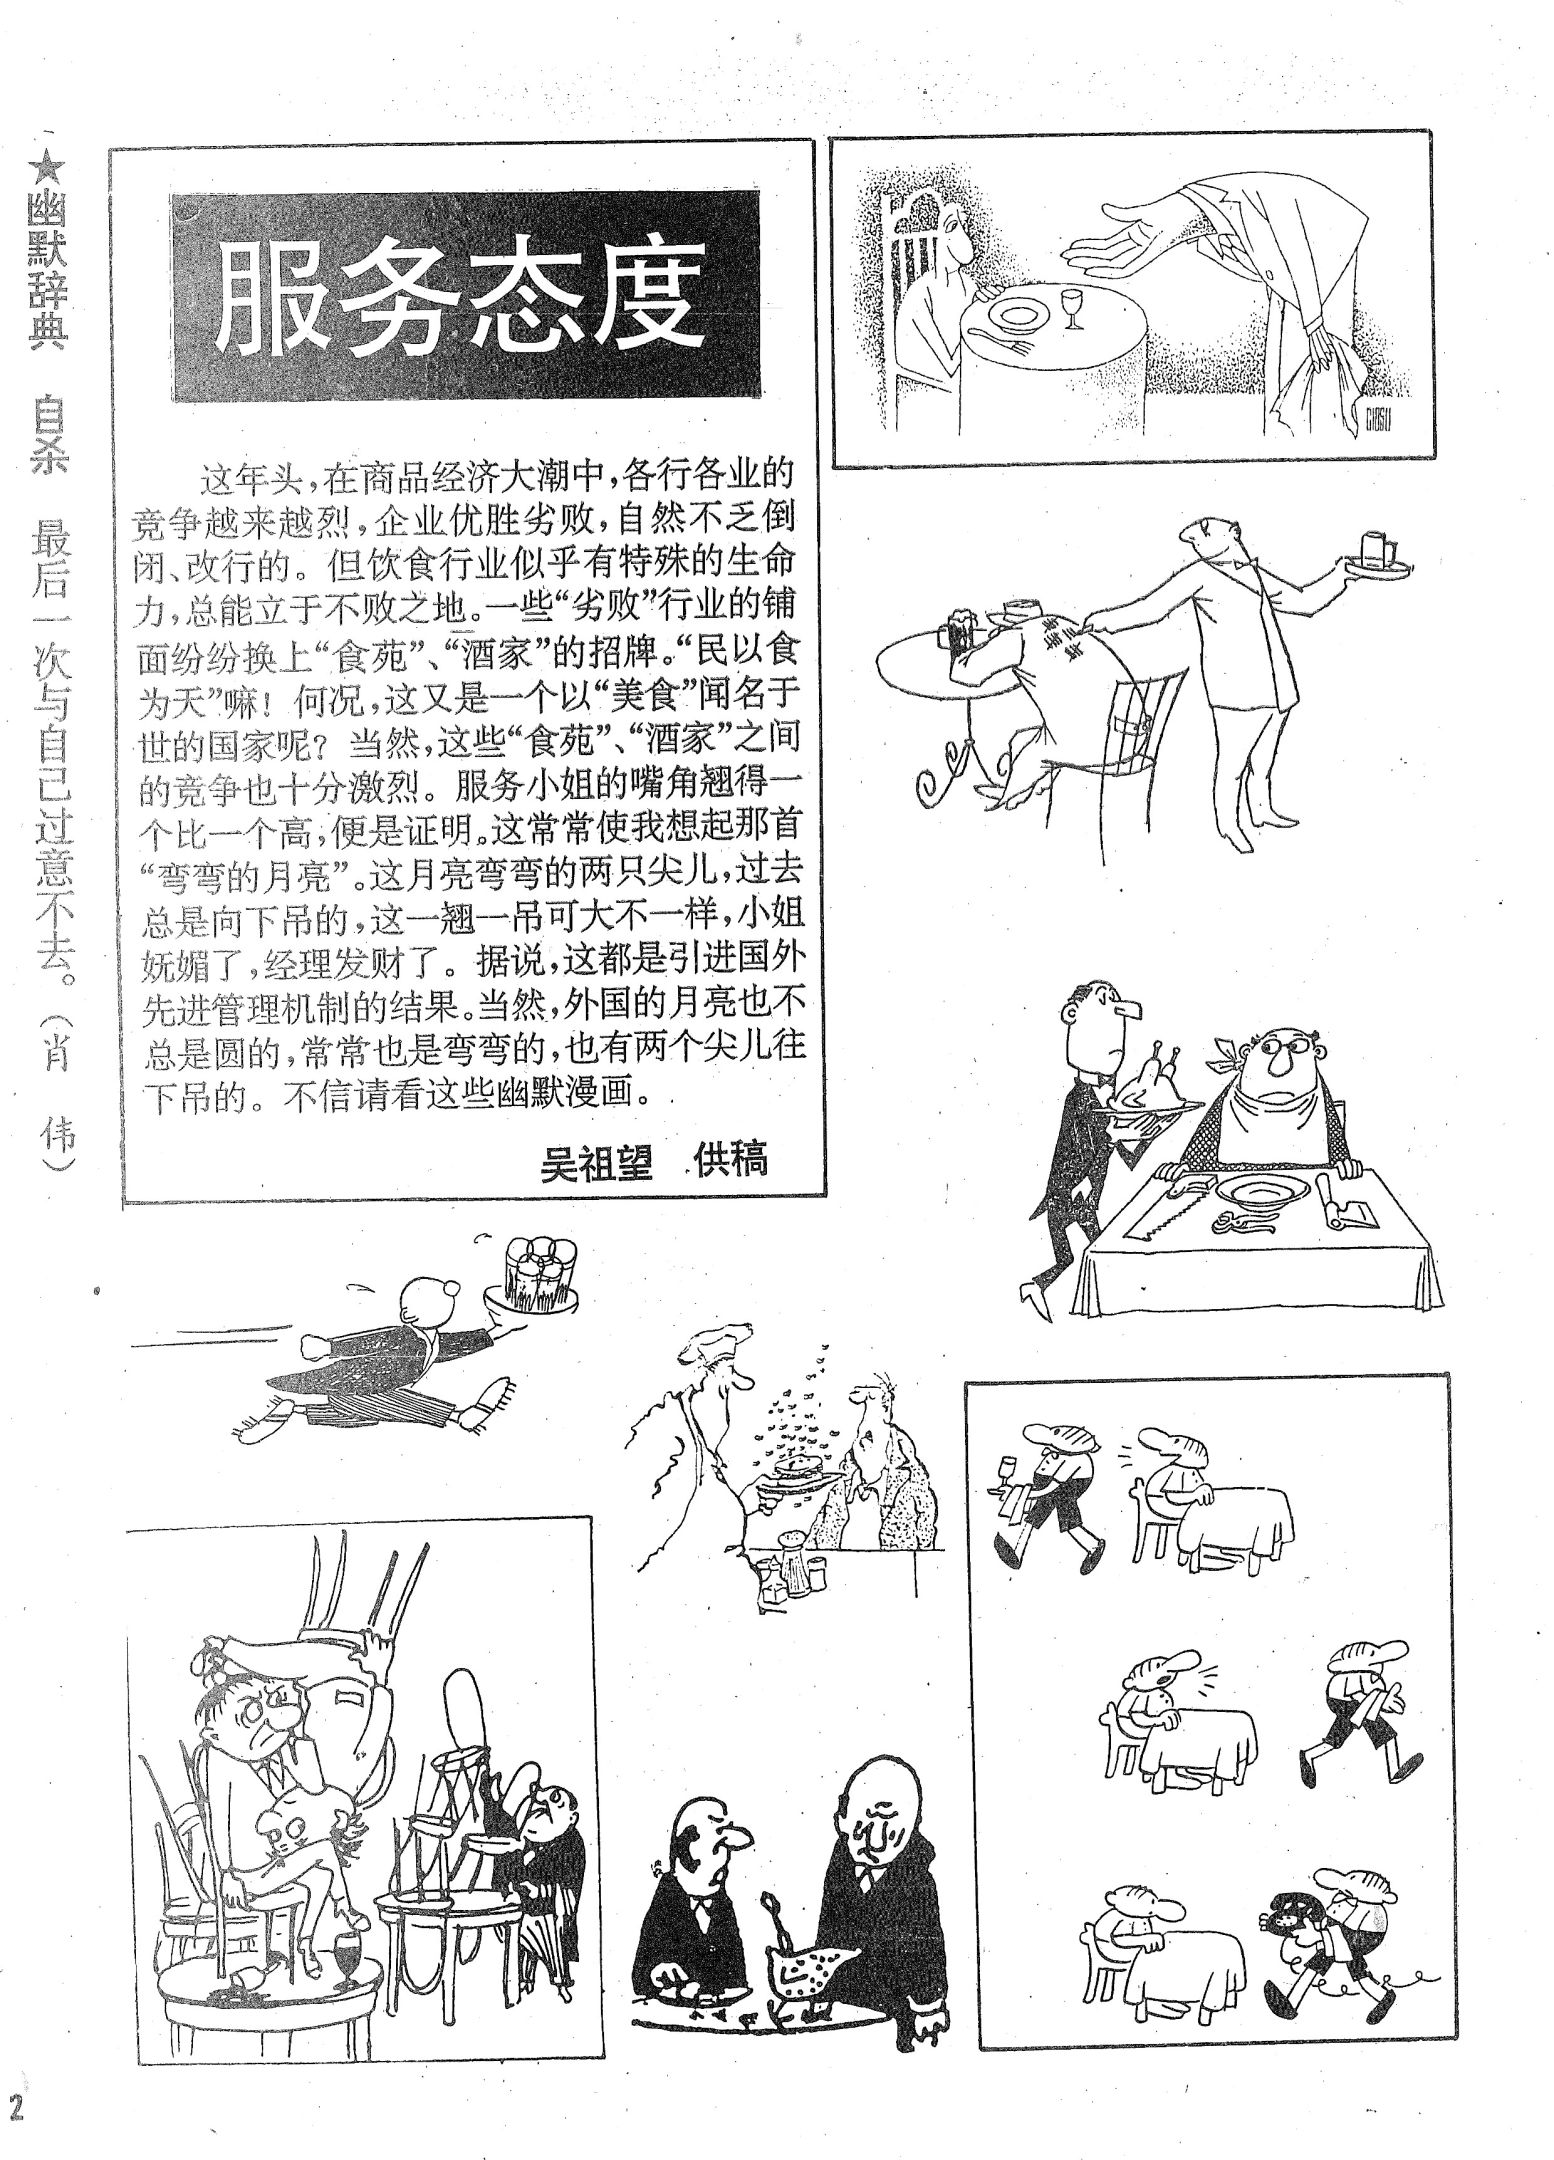 ★幽默辞典 自杀 最后一次与自己过意不去。(肖 伟)
服务态度
这年头,在商品经济大潮中,各行各业的
竞争越来越烈,企业优胜劣败,自然不乏倒
闭、改行的。但饮食行业似乎有特殊的生命
力,总能立于不败之地。一些“劣败”行业的铺
面纷纷换上“食苑”、“酒家”的招牌。“民以食
为天”嘛!何况,这又是一个以“美食”闻名于
世的国家呢?当然,这些“食苑”、“酒家”之间
的竞争也十分激烈。服务小姐的嘴角翘得一
个比一个高,便是证明。这常常使我想起那首
“弯弯的月亮”。这月亮弯弯的两只尖儿,过去
总是向下吊的,这一翘一吊可大不一样,小姐
妩媚了,经理发财了。据说,这都是引进国外
先进管理机制的结果。当然,外国的月亮也不
总是圆的,常常也是弯弯的,也有两个尖儿往
下吊的。不信请看这些幽默漫画。
吴祖望 供稿
2